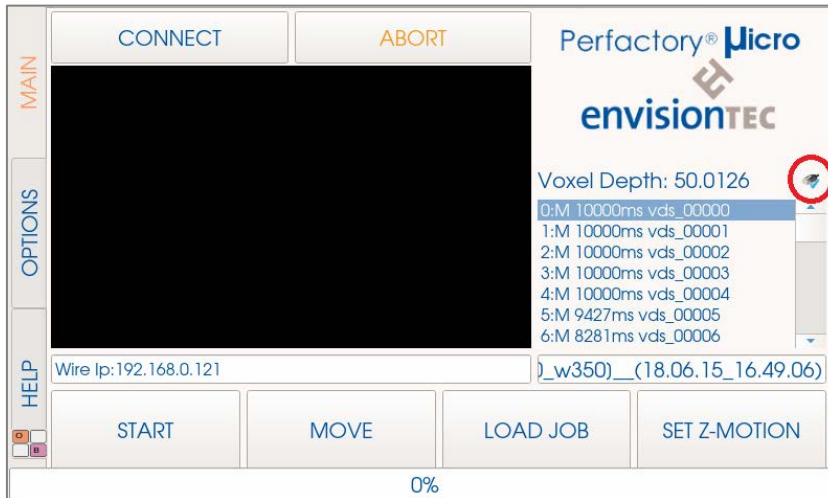 MAIN
OPTIONS
HELP
O
B
CONNECT
ABORT
Perfactory® µicro
envisionTEC
Voxel Depth: 50.0126
0:M 10000ms vds_00000
1:M 10000ms vds_00001
2:M 10000ms vds_00002
3:M 10000ms vds_00003
4:M 10000ms vds_00004
5:M 9427ms vds_00005
6:M 8281ms vds_00006
Wire Ip:192.168.0.121
)_w350)__(18.06.15_16.49.06)
START
MOVE
LOAD JOB
SET Z-MOTION
0%